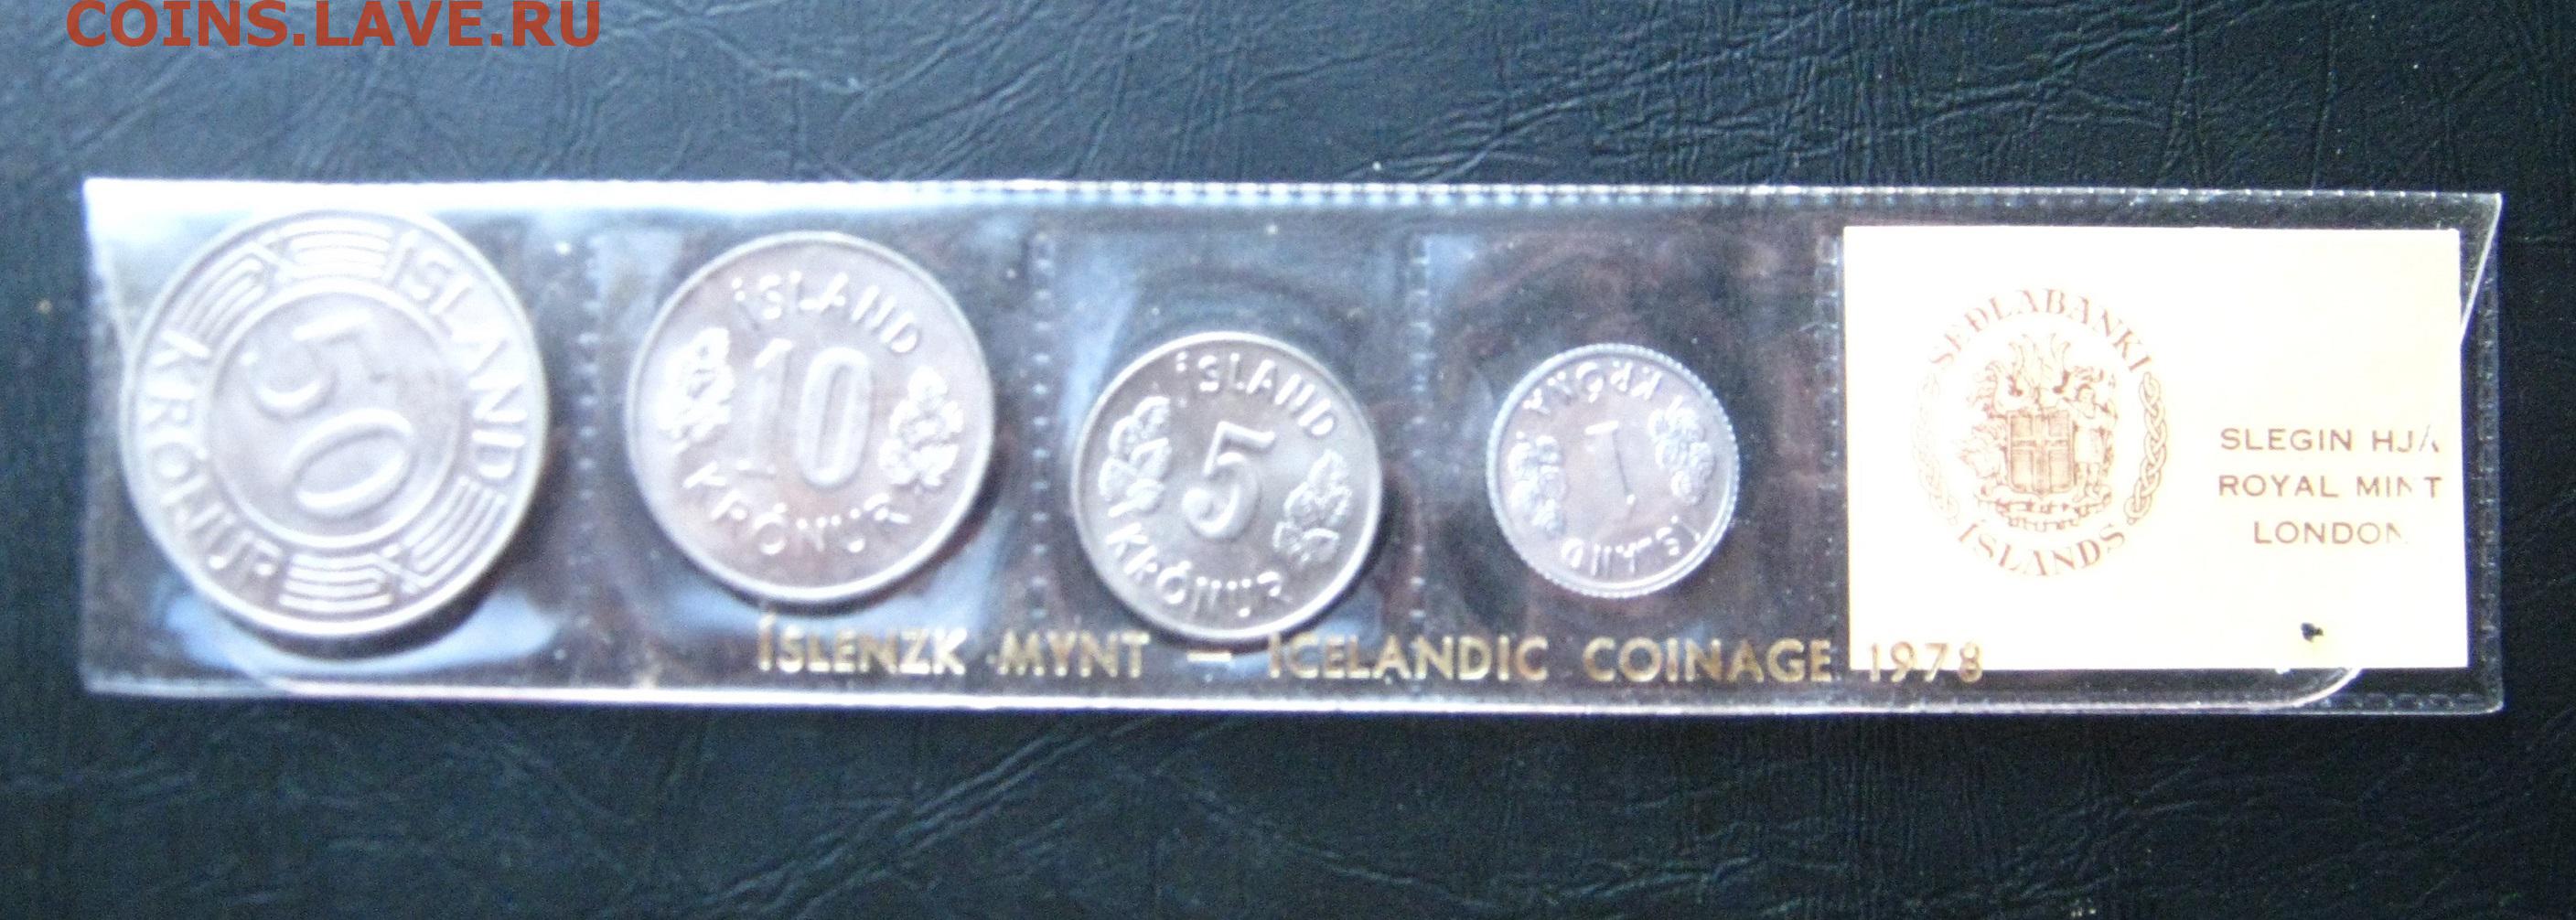 COINS.LAVE.RU
ÍSLAND
50
KRÓNUR
ÍSLAND
10
KRÓNUR
ÍSLAND
5
KRÓNUR
1
KRÓNA
ÍSLAND
SEÐLABANKI
ÍSLANDS
SLEGIN HJÁ
ROYAL MINT
LONDON
ÍSLENZK MYNT — ICELANDIC COINAGE 1978